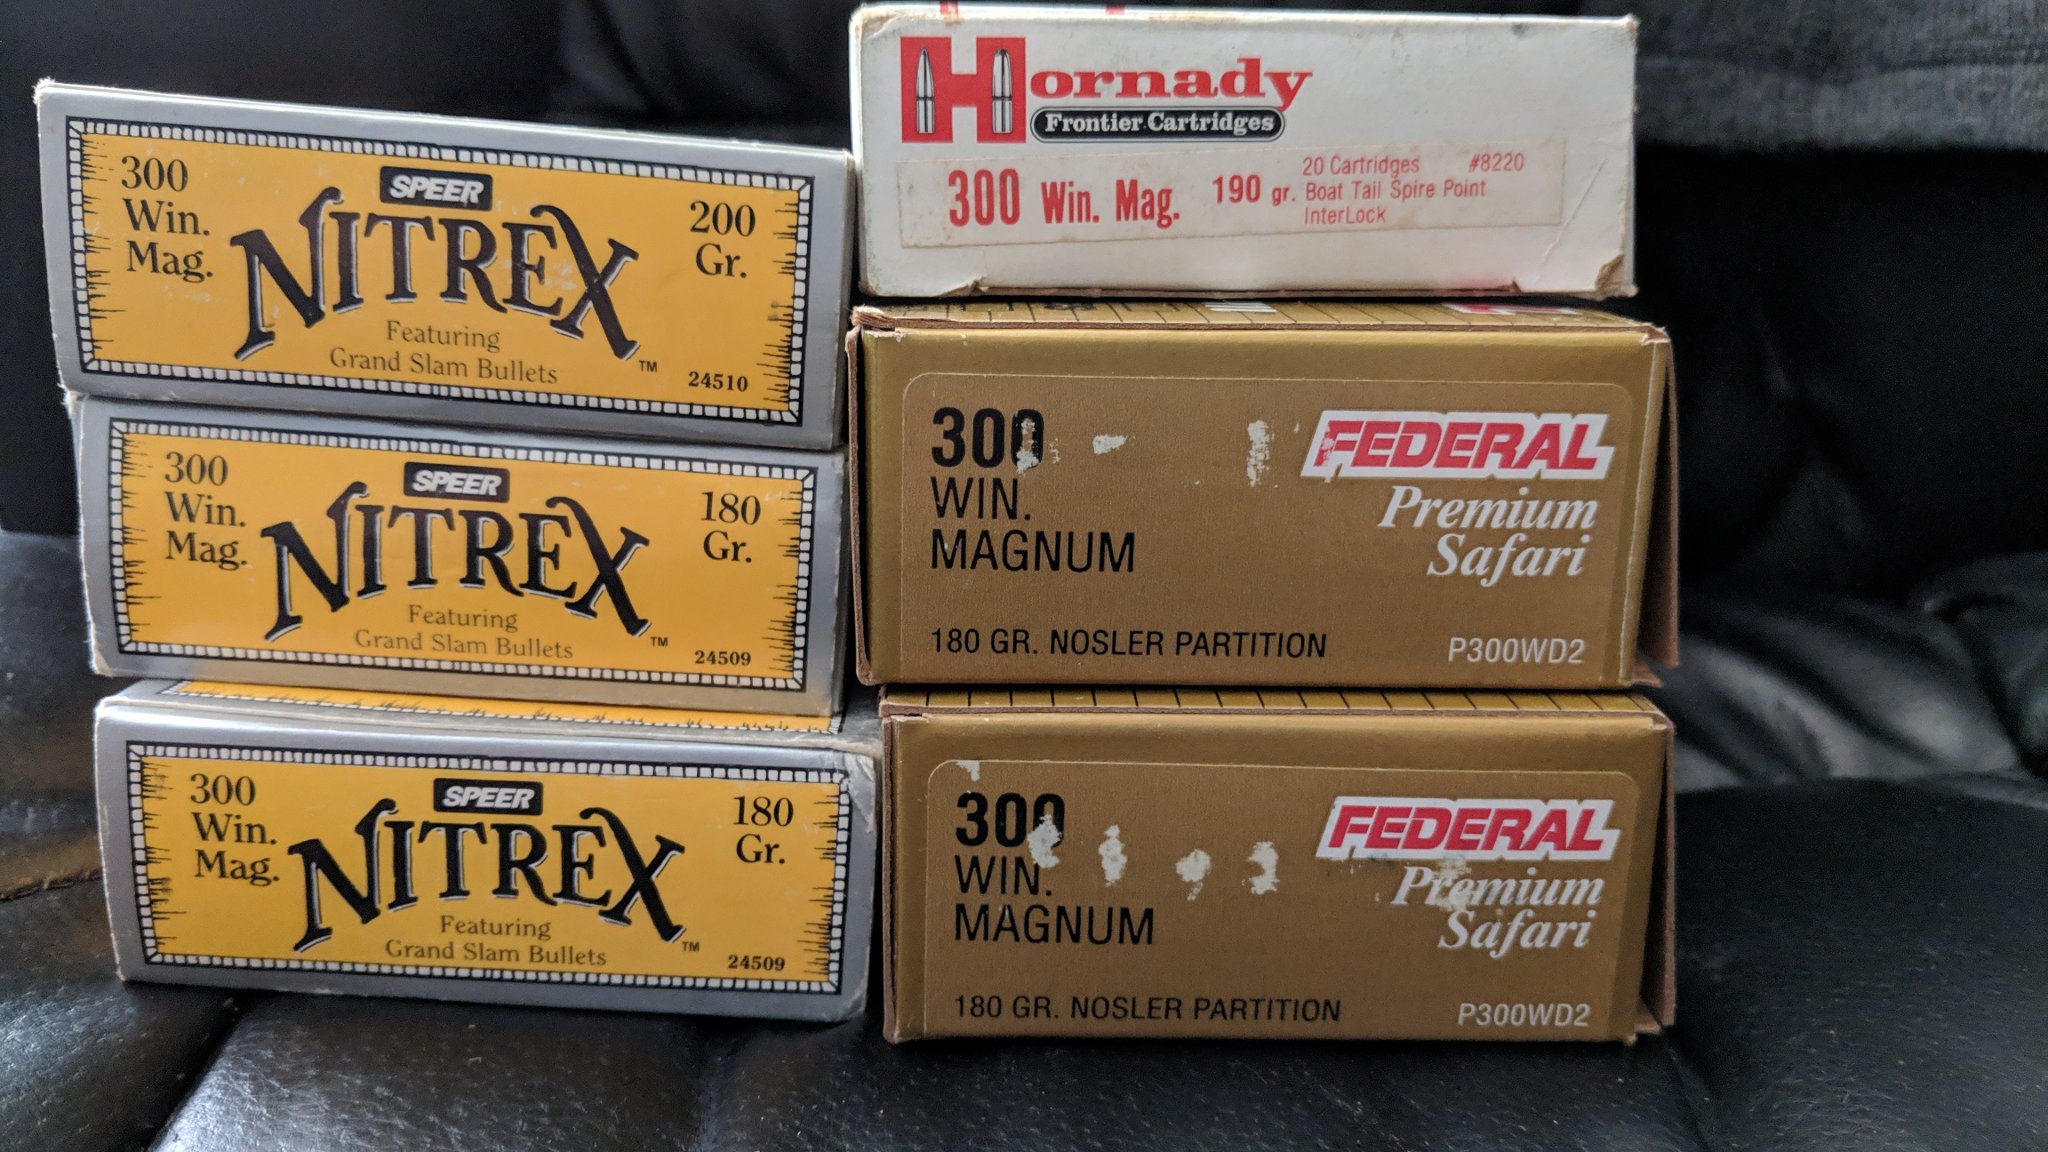 300
Win.
Mag.
SPEER
NITREX
200
Gr.
Featuring
Grand Slam Bullets
TM
24510
300
Win.
Mag.
SPEER
NITREX
180
Gr.
Featuring
Grand Slam Bullets
TM
24509
300
Win.
Mag.
SPEER
NITREX
180
Gr.
Featuring
Grand Slam Bullets
TM
24509
Hornady
Frontier Cartridges
300 Win. Mag. 190 gr.
20 Cartridges #8220
Boat Tail Spire Point
InterLock
300
WIN.
MAGNUM
FEDERAL
Premium
Safari
180 GR. NOSLER PARTITION P300WD2
300
WIN.
MAGNUM
FEDERAL
Premium
Safari
180 GR. NOSLER PARTITION P300WD2